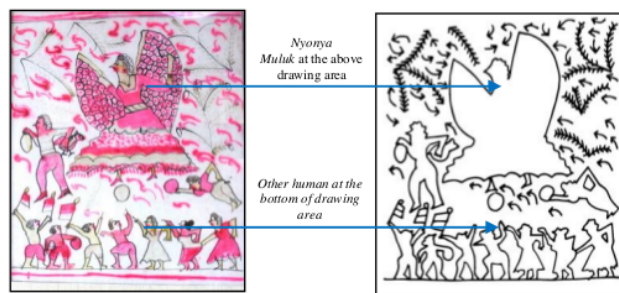 Nyonya
Muluk at the above
drawing area
Other human at the
bottom of drawing
area